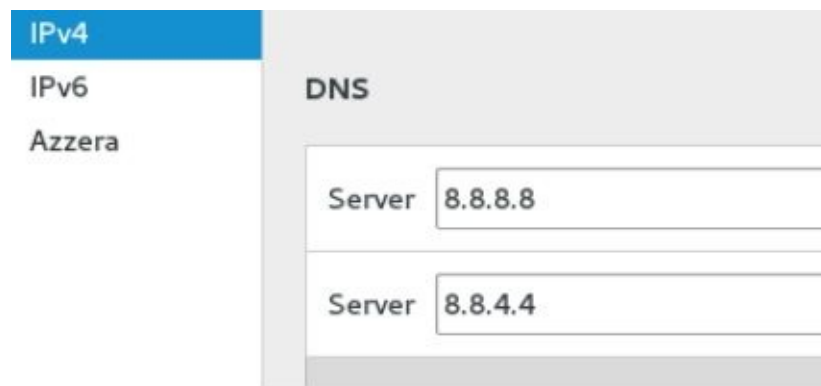 IPv4
IPv6
Azzera
DNS
Server 8.8.8.8
Server 8.8.4.4